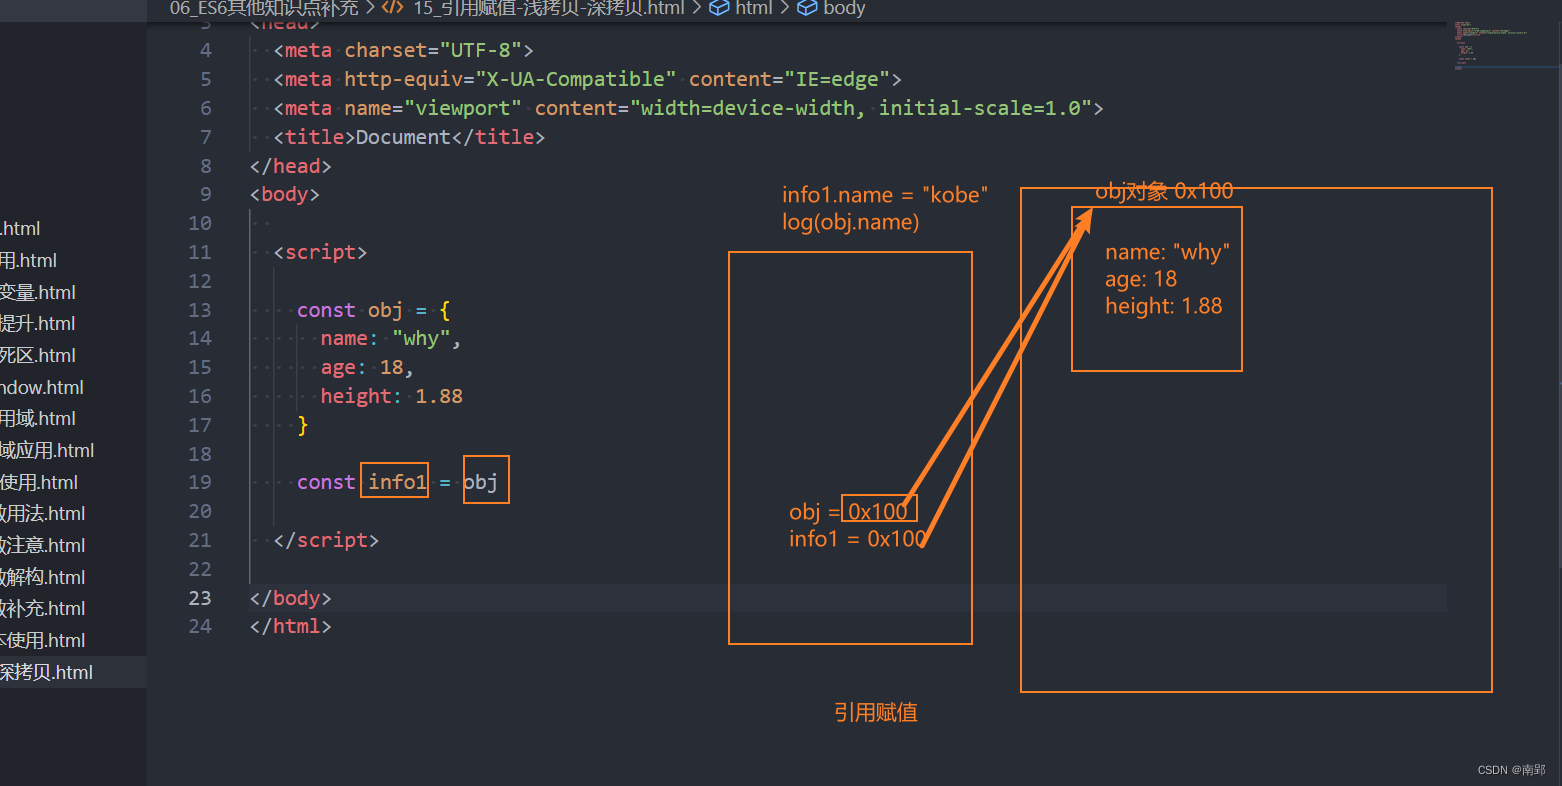 06_ES6其他知识点补充 > </> 15_引用赋值-浅拷贝-深拷贝.html > html > body
3 <head>
4 <meta charset="UTF-8">
5 <meta http-equiv="X-UA-Compatible" content="IE=edge">
6 <meta name="viewport" content="width=device-width, initial-scale=1.0">
7 <title>Document</title>
8 </head>
9 <body>
10
11 <script>
12
13 const obj = {
14 name: "why",
15 age: 18,
16 height: 1.88
17 }
18
19 const info1 = obj
20
21 </script>
22
23 </body>
24 </html>
.html
用.html
变量.html
提升.html
死区.html
ndow.html
用域.html
域应用.html
使用.html
用法.html
注意.html
解构.html
补充.html
使用.html
深拷贝.html
info1.name = "kobe"
log(obj.name)
obj = 0x100
info1 = 0x100
obj对象 0x100
name: "why"
age: 18
height: 1.88
引用赋值
CSDN @南郢